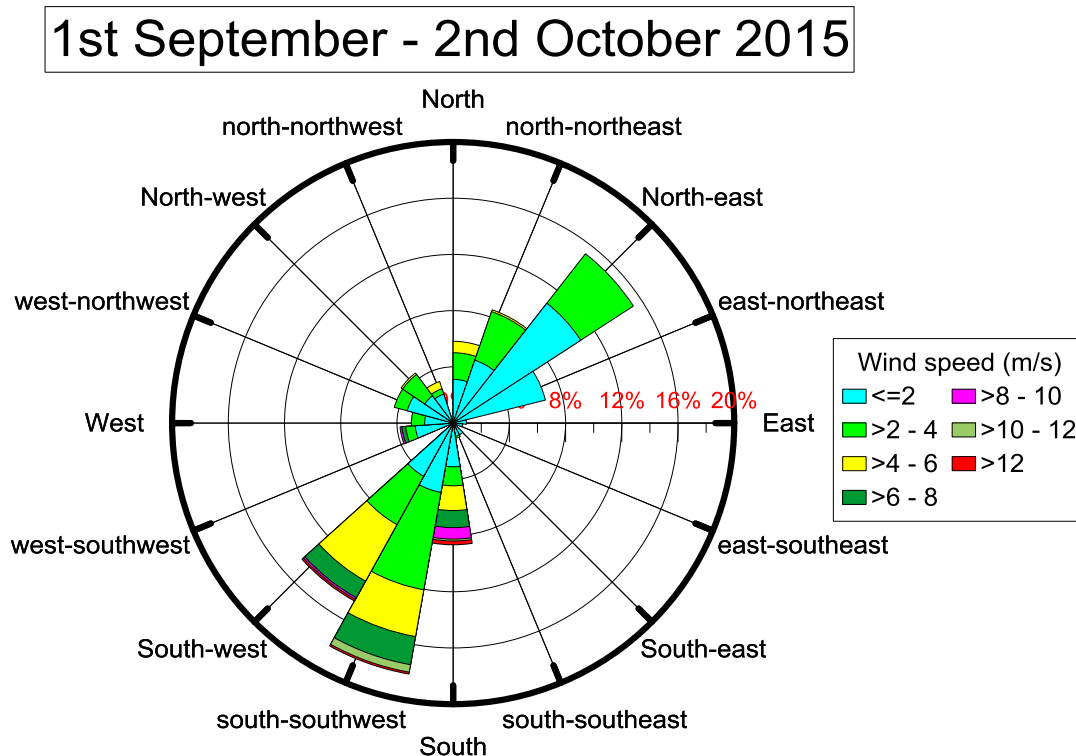 1st September - 2nd October 2015
North
north-northwest
north-northeast
North-west
North-east
west-northwest
east-northeast
8%
12%
16%
20%
West
East
Wind speed (m/s)
<=2
>8 - 10
>2 - 4
>10 - 12
>4 - 6
>12
>6 - 8
west-southwest
east-southeast
South-west
South-east
south-southwest
south-southeast
South